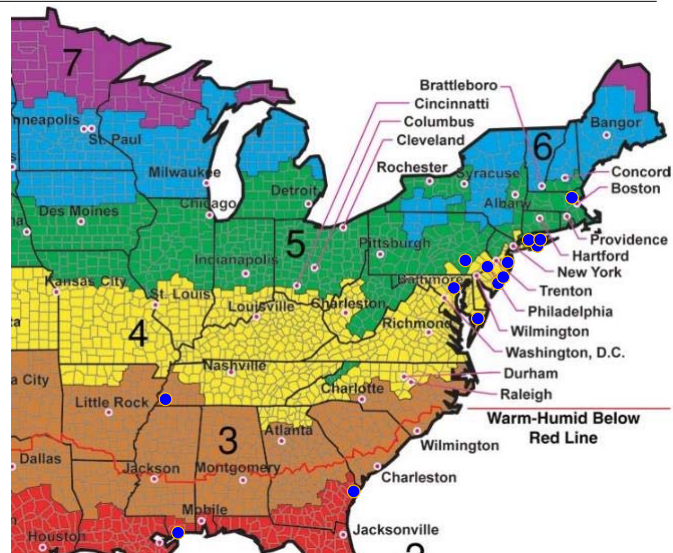 7
Brattleboro
Cincinnatti
Columbus
Cleveland
nneapolis
St. Paul
Bangor
6
Milwaukee
Rochester
Syracuse
Concord
Boston
Detroit
Albany
Chicago
Des Moines
Providence
Hartford
5
Pittsburgh
New York
Indianapolis
Trenton
Kansas City
St. Louis
Baltymore
Philadelphia
Louisville
Charleston
Wilmington
4
Richmond
Washington, D.C.
Nashville
Durham
a City
Charlotte
Raleigh
Little Rock
Warm-Humid Below
Red Line
3
Atlanta
Wilmington
Dallas
Jackson
Montgomery
Charleston
Mobile
Houston
Jacksonville